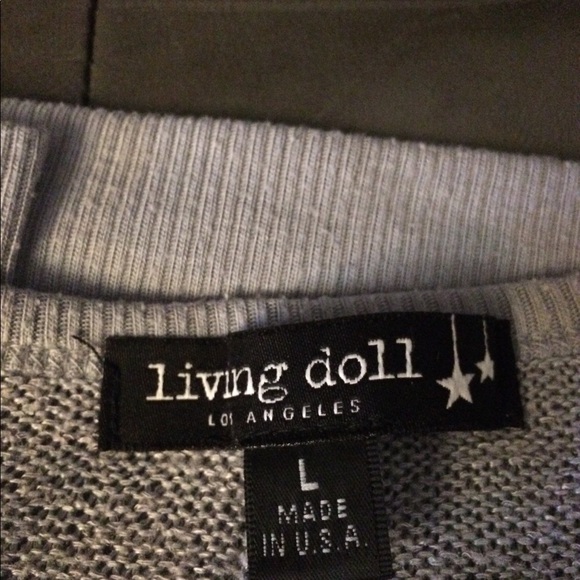 living doll
LOS ANGELES
L
MADE
IN U.S.A.